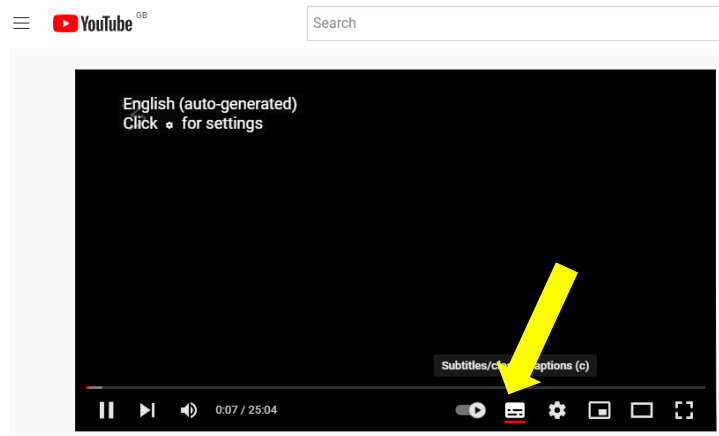 YouTube GB
Search
English (auto-generated)
Click for settings
Subtitles/ aptions (c)
0:07 / 25:04